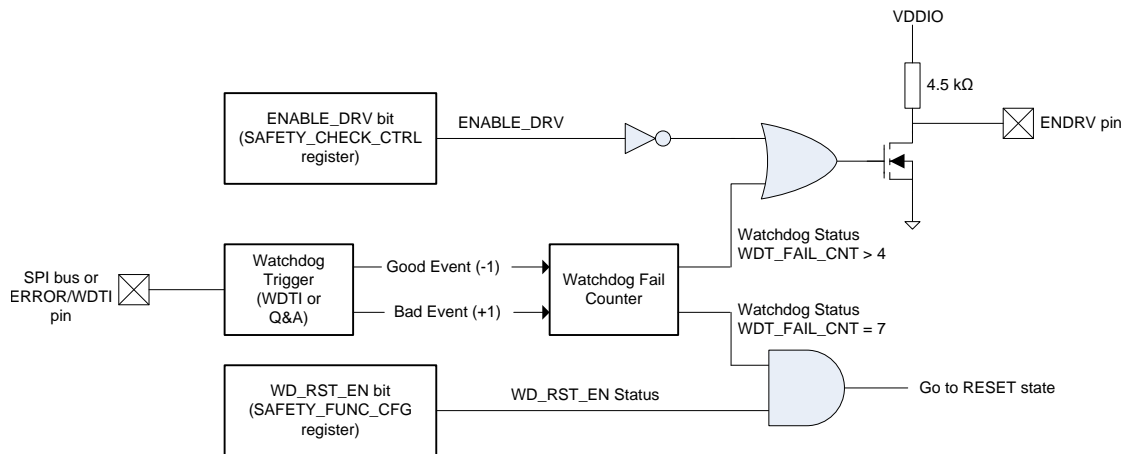 VDDIO
4.5 kΩ
ENABLE_DRV bit
(SAFETY_CHECK_CTRL
register)
ENABLE_DRV
ENDRV pin
Watchdog Status
WDT_FAIL_CNT > 4
SPI bus or
ERROR/WDTI
pin
Watchdog
Trigger
(WDTI or
Q&A)
Good Event (-1)
Bad Event (+1)
Watchdog Fail
Counter
Watchdog Status
WDT_FAIL_CNT = 7
WD_RST_EN bit
(SAFETY_FUNC_CFG
register)
WD_RST_EN Status
Go to RESET state